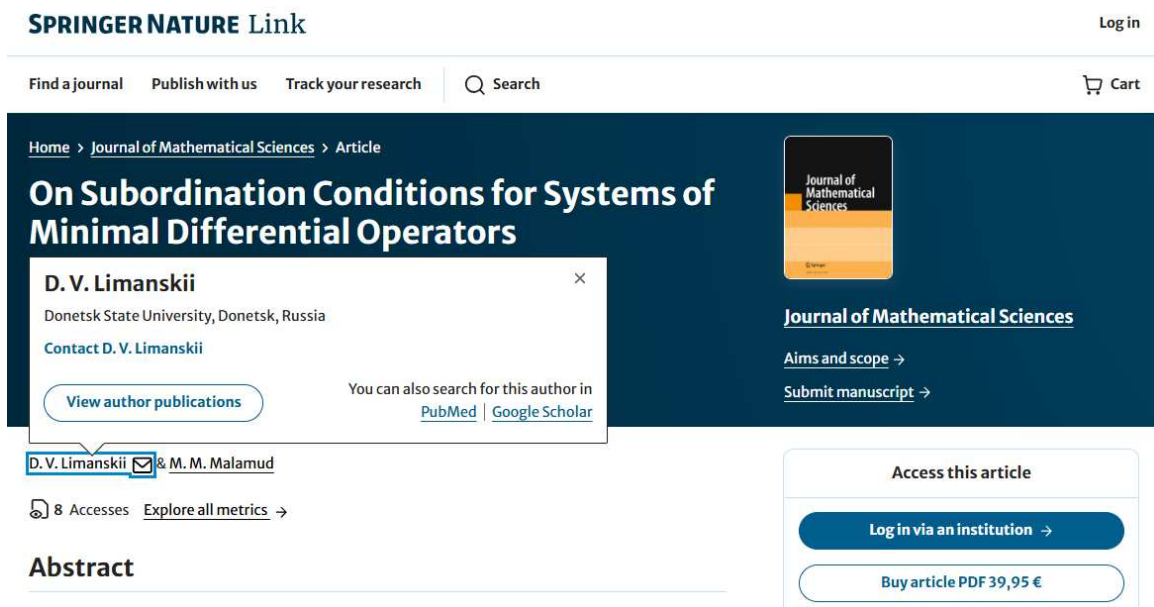 SPRINGER NATURE Link
Log in
Find a journal Publish with us Track your research Search
Cart
Home > Journal of Mathematical Sciences > Article
On Subordination Conditions for Systems of
Minimal Differential Operators
D. V. Limanskii ×
Donetsk State University, Donetsk, Russia
Contact D. V. Limanskii
View author publications
You can also search for this author in
PubMed | Google Scholar
D. V. Limanskii & M. M. Malamud
8 Accesses Explore all metrics →
Abstract
Journal of
Mathematical
Sciences
Journal of Mathematical Sciences
Aims and scope →
Submit manuscript →
Access this article
Log in via an institution →
Buy article PDF 39,95 €